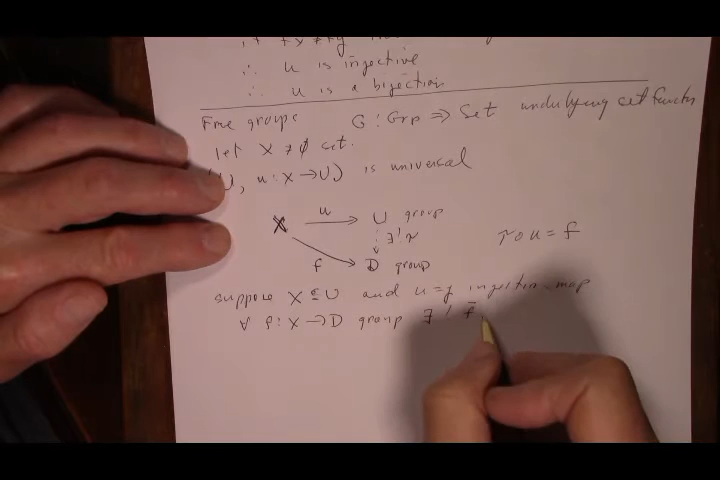 ∴ u is injective
∴ u is a bijection
Free groups G : Grp ⇒ Set underlying set functor
let X ≠ ∅ set.
U, u: X → U) is universal
X u → U group
∃! r r ∘ u = f
f D group
suppose X ⊆ U and u = j injection map
∀ f: X → D group ∃ ! f̄